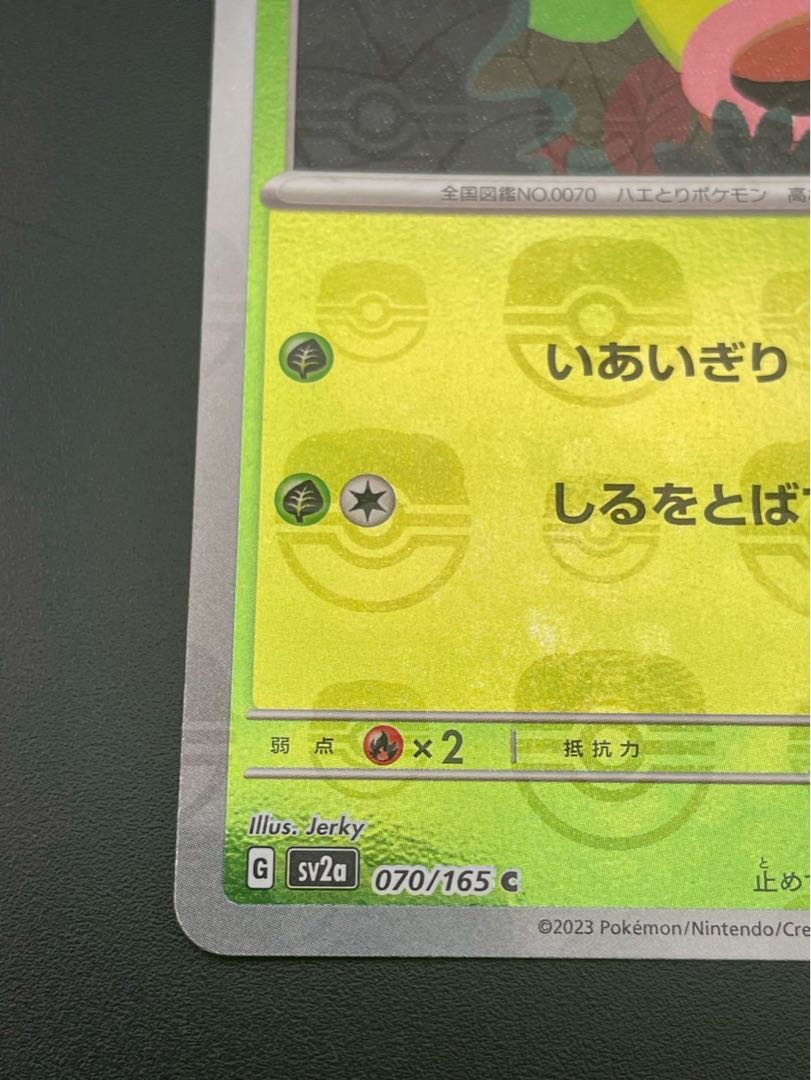 全国図鑑NO.0070 ハエとりポケモン 高
いあいぎり
しるをとば
弱点 ×2 抵抗力
Illus. Jerky
G sv2a 070/165 C
と
止め
©2023 Pokémon/Nintendo/Cre